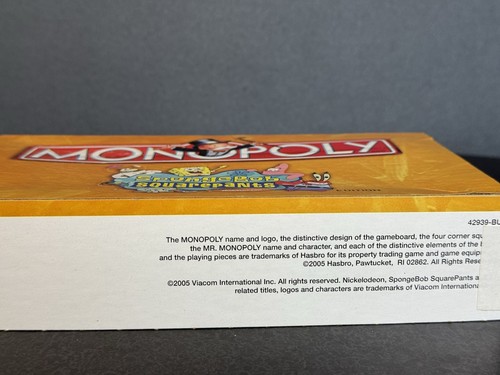 MONOPOLY
SpongeBob
SquarePants
NICKELODEON
42939-BU
The MONOPOLY name and logo, the distinctive design of the gameboard, the four corner squ
the MR. MONOPOLY name and character, and each of the distinctive elements of the
and the playing pieces are trademarks of Hasbro for its property trading game and game equip
©2005 Hasbro, Pawtucket, RI 02862. All Rights Rese
©2005 Viacom International Inc. All rights reserved. Nickelodeon, SpongeBob SquarePants a
related titles, logos and characters are trademarks of Viacom Internationa